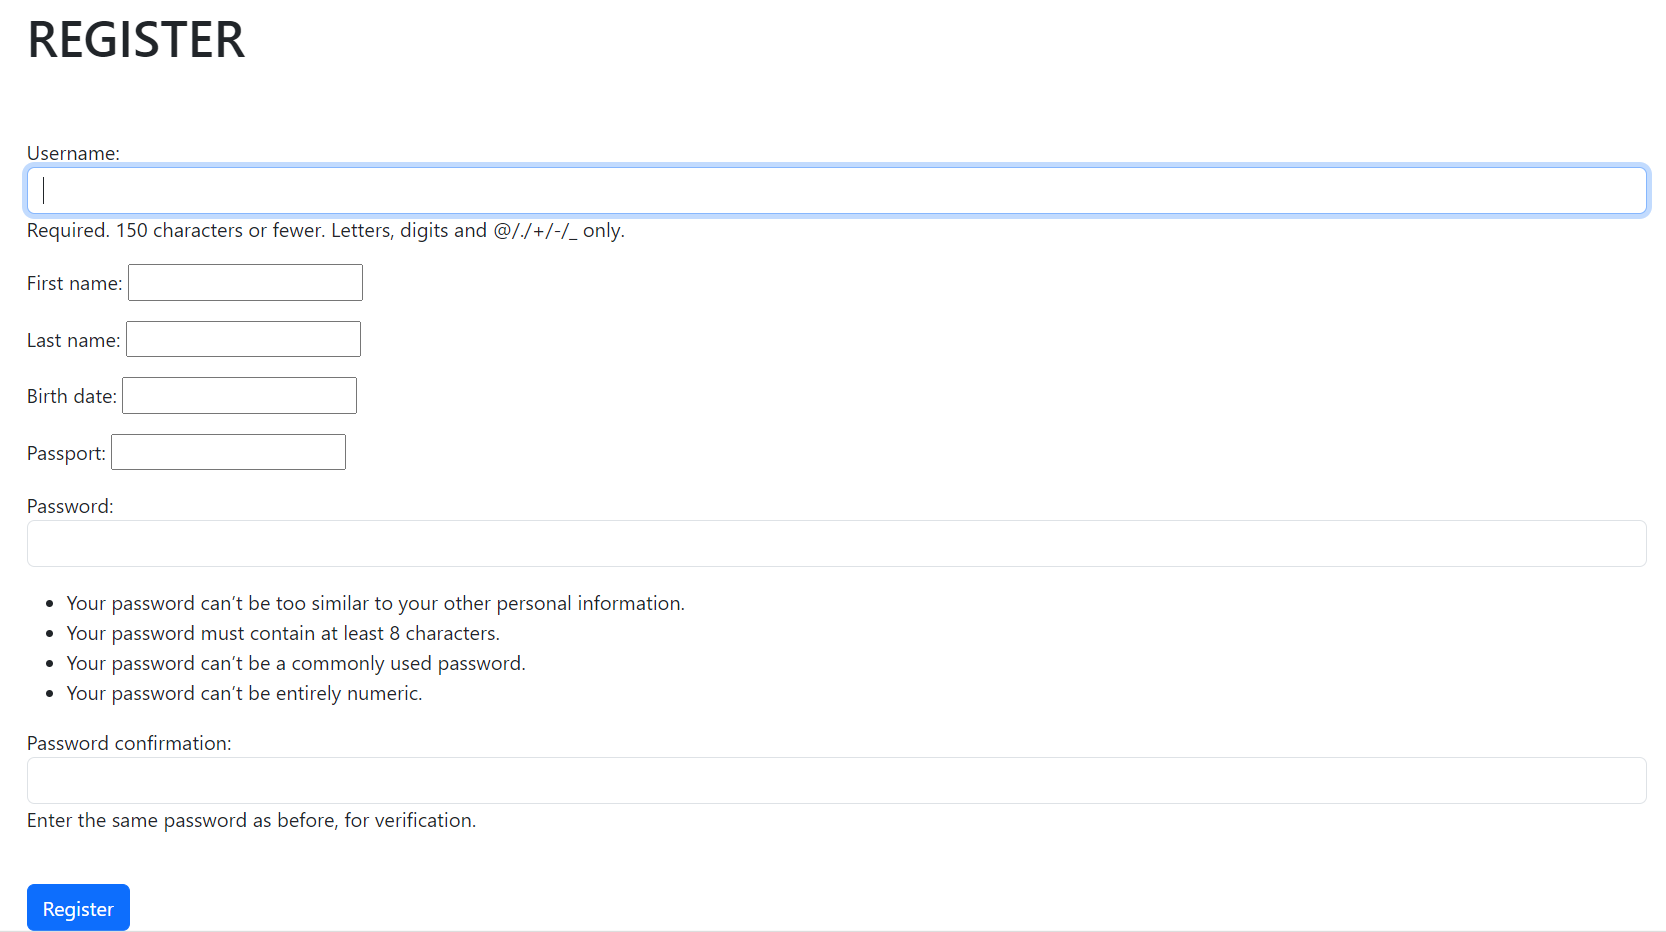 REGISTER
Username:
Required. 150 characters or fewer. Letters, digits and @/./+/-/_ only.
First name:
Last name:
Birth date:
Passport:
Password:
Your password can’t be too similar to your other personal information.
Your password must contain at least 8 characters.
Your password can’t be a commonly used password.
Your password can’t be entirely numeric.
Password confirmation:
Enter the same password as before, for verification.
Register